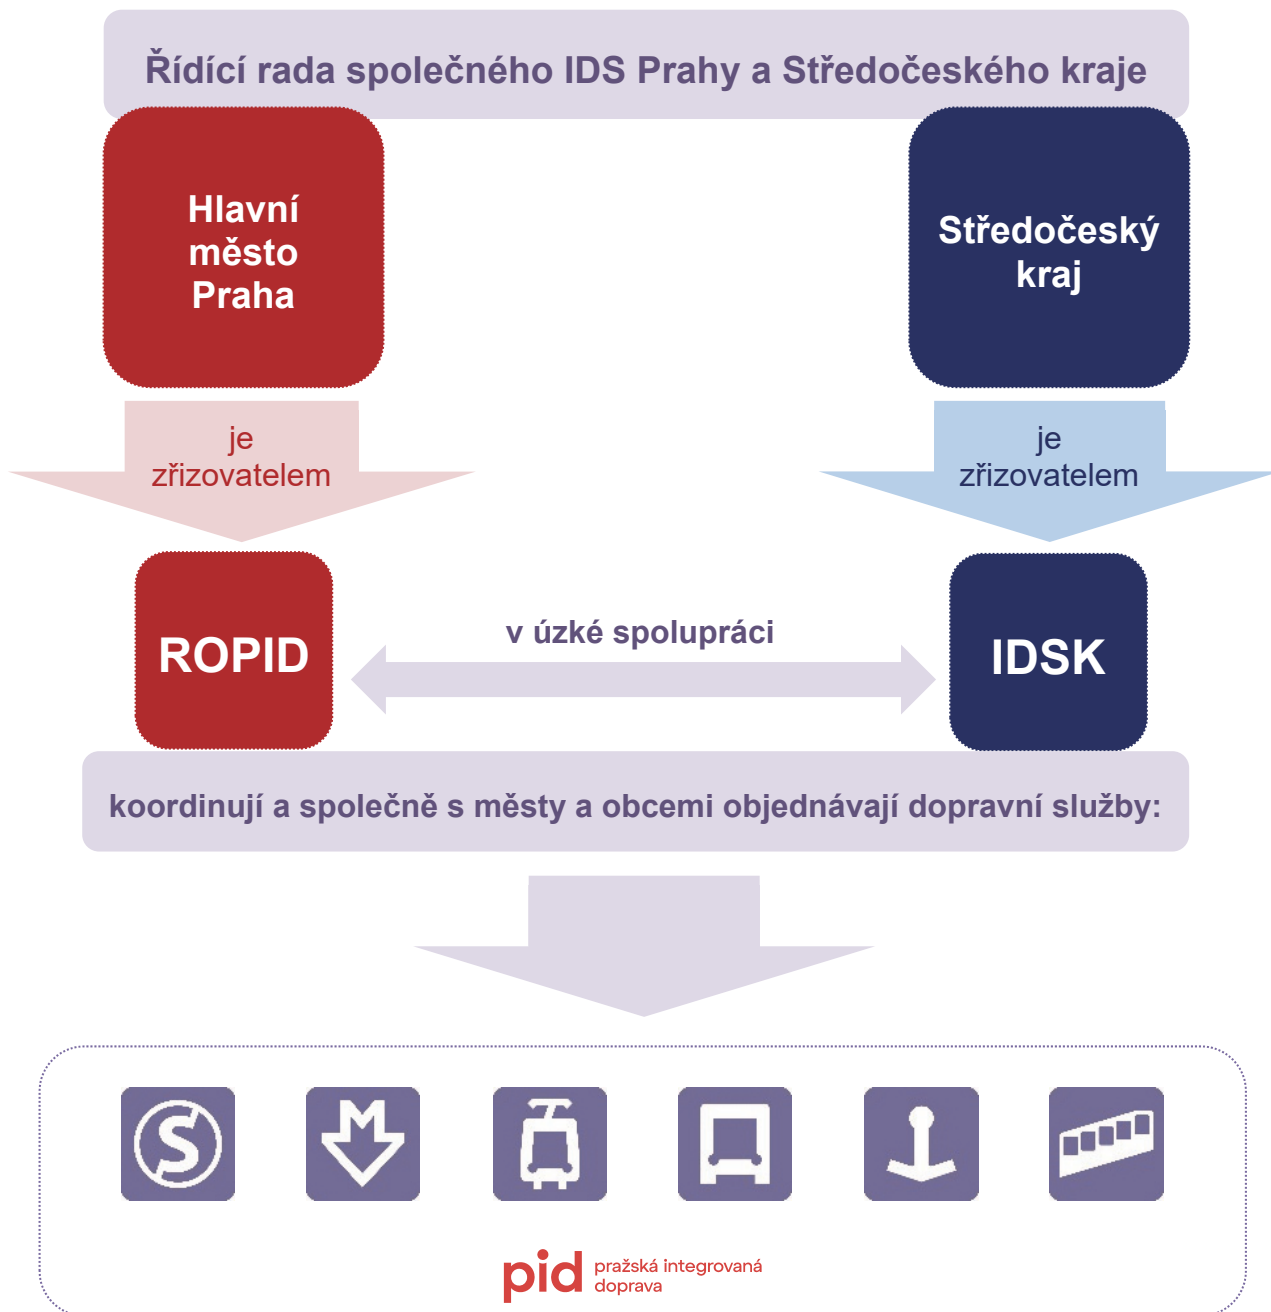 Řídící rada společného IDS Prahy a Středočeského kraje
Hlavní
město
Praha
Středočeský
kraj
je
zřizovatelem
je
zřizovatelem
ROPID
v úzké spolupráci
IDSK
koordinují a společně s městy a obcemi objednávají dopravní služby:
S
M
pid
pražská integrovaná
doprava